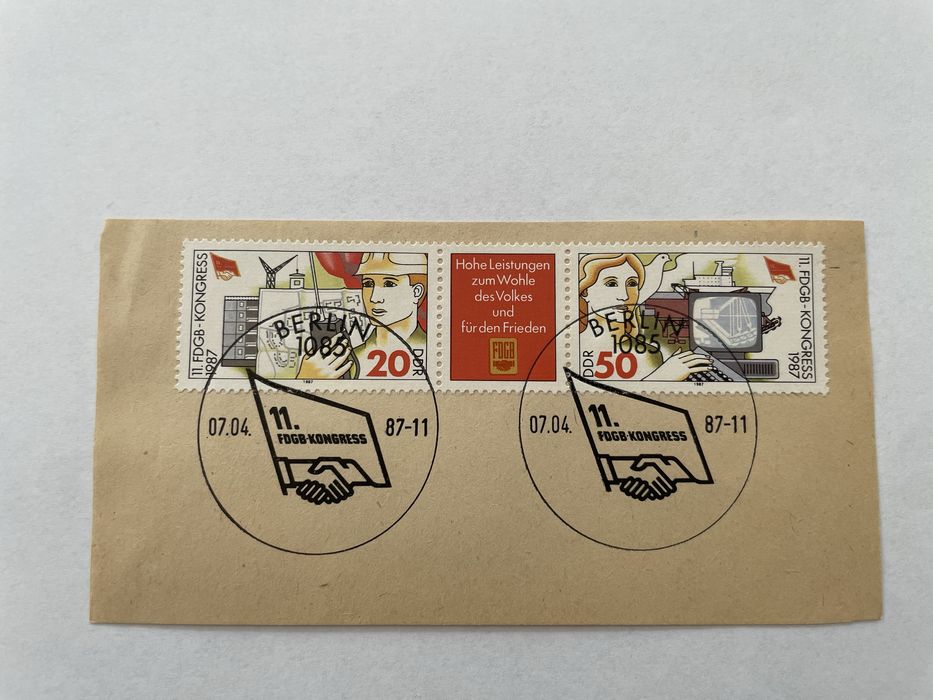 11. FDGB-KONGRESS
1987
20
DDR
1987
Hohe Leistungen
zum Wohle
des Volkes
und
für den Frieden
FDGB
DDR
50
11. FDGB-KONGRESS
1987
1987
BERLIN
1085
07.04.
87-11
11.
FDGB-KONGRESS
BERLIN
1085
07.04.
87-11
11.
FDGB-KONGRESS